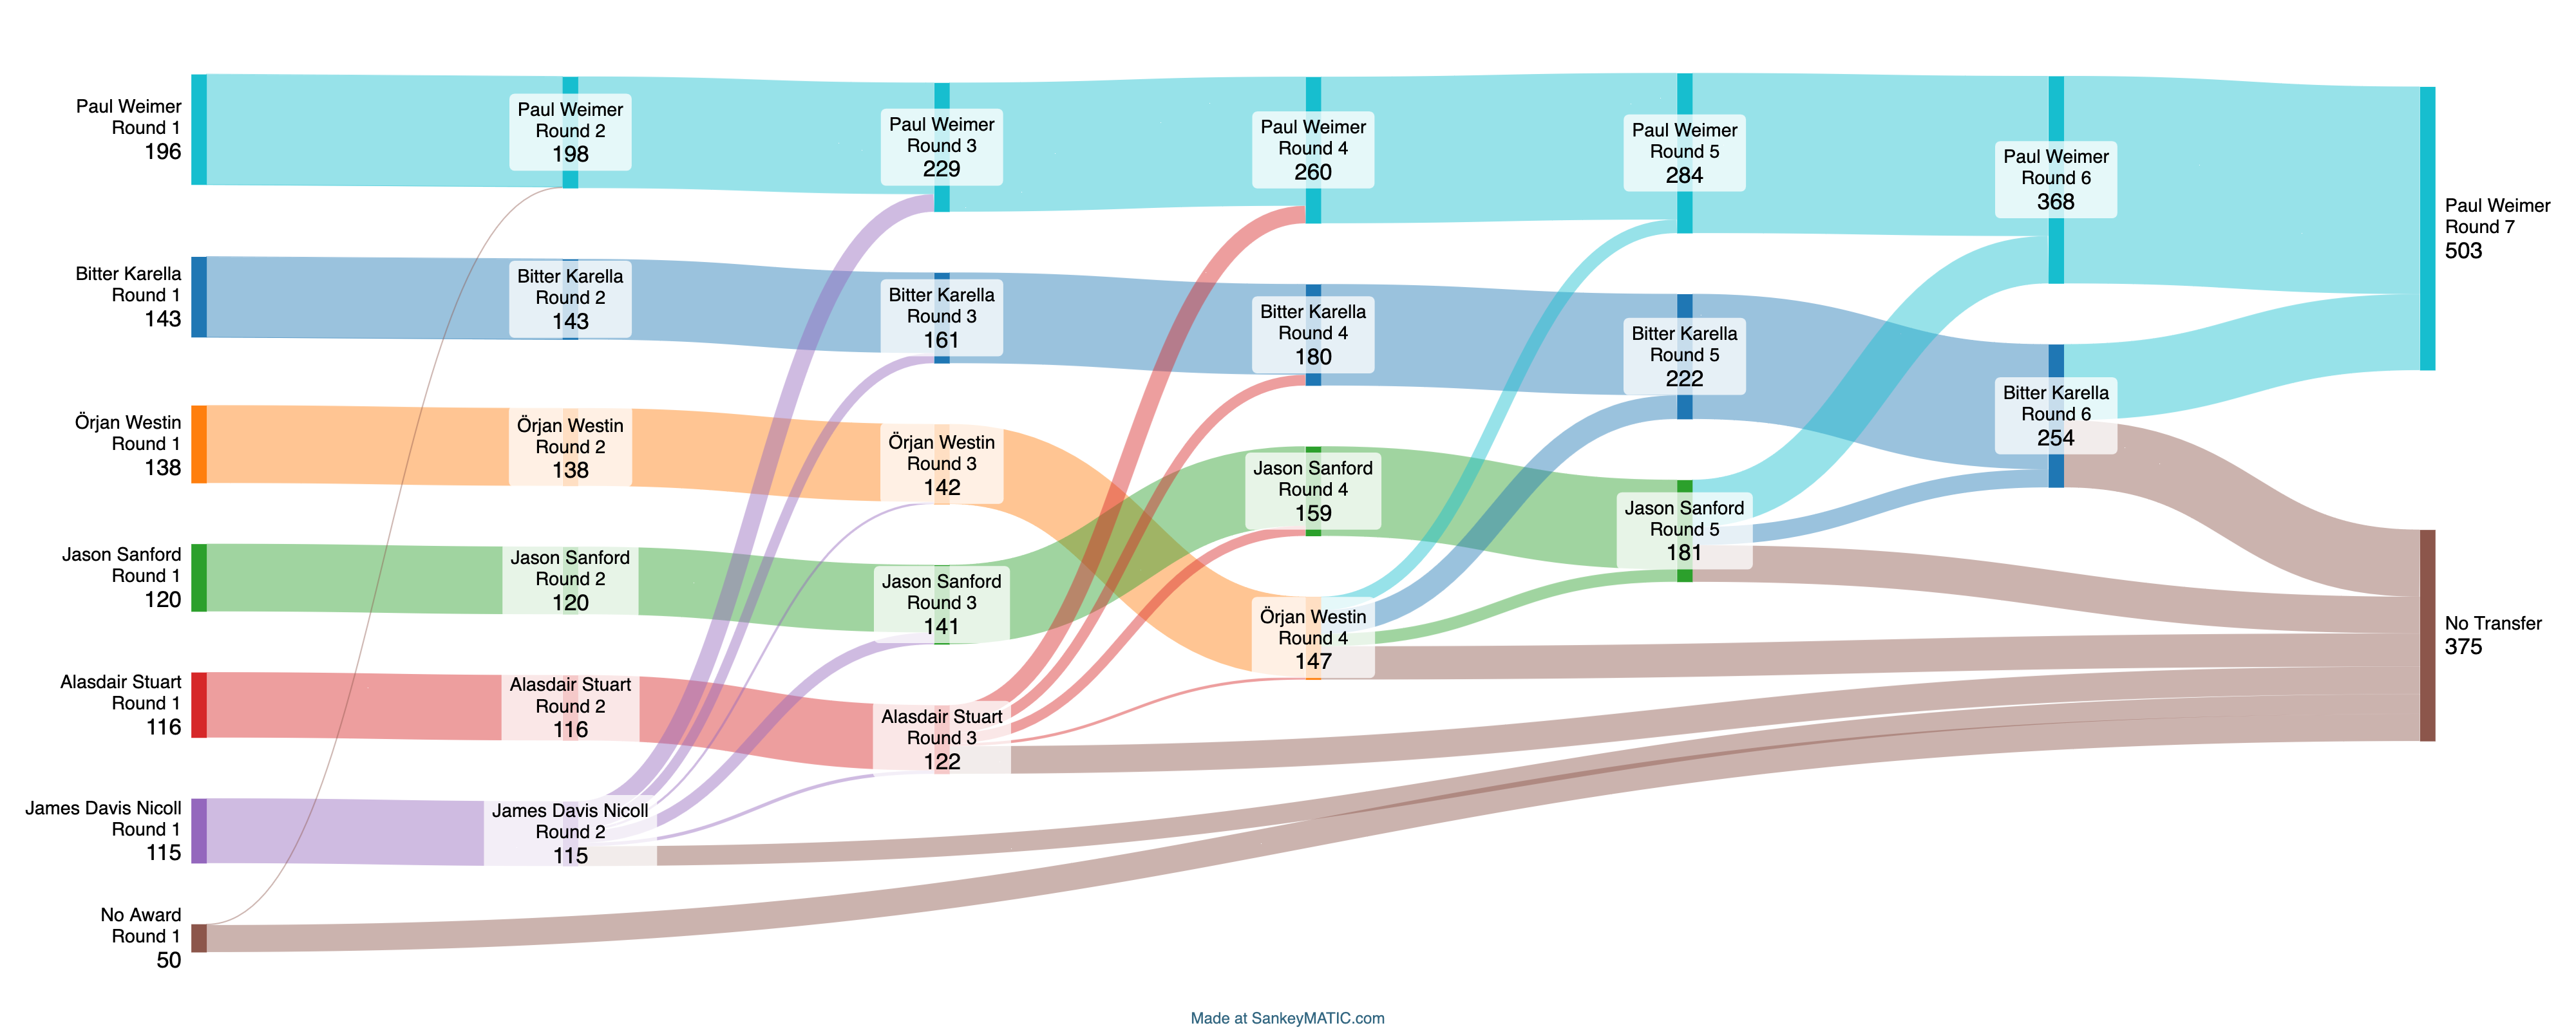 Paul Weimer
Round 1
196
Paul Weimer
Round 2
198
Paul Weimer
Round 3
229
Paul Weimer
Round 4
260
Paul Weimer
Round 5
284
Paul Weimer
Round 6
368
Paul Weimer
Round 7
503
Bitter Karella
Round 1
143
Bitter Karella
Round 2
143
Bitter Karella
Round 3
161
Bitter Karella
Round 4
180
Bitter Karella
Round 5
222
Bitter Karella
Round 6
254
Örjan Westin
Round 1
138
Örjan Westin
Round 2
138
Örjan Westin
Round 3
142
Jason Sanford
Round 4
159
Jason Sanford
Round 5
181
Jason Sanford
Round 1
120
Jason Sanford
Round 2
120
Jason Sanford
Round 3
141
Örjan Westin
Round 4
147
No Transfer
375
Alasdair Stuart
Round 1
116
Alasdair Stuart
Round 2
116
Alasdair Stuart
Round 3
122
James Davis Nicoll
Round 1
115
James Davis Nicoll
Round 2
115
No Award
Round 1
50
Made at SankeyMATIC.com